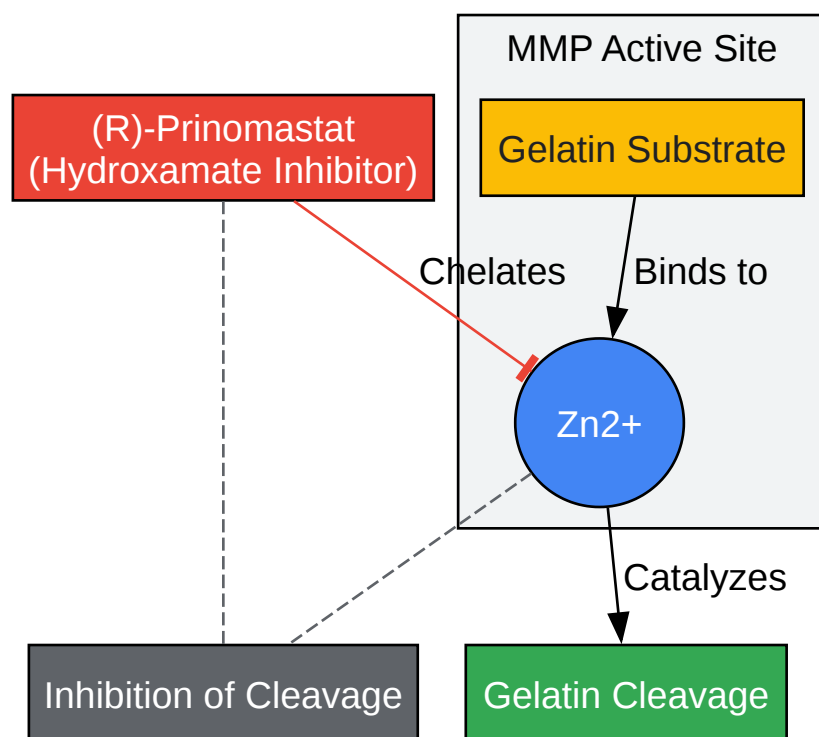 MMP Active Site
(R)-Prinomastat
(Hydroxamate Inhibitor)
Gelatin Substrate
Chelates
Binds to
Zn2+
Catalyzes
Inhibition of Cleavage
Gelatin Cleavage